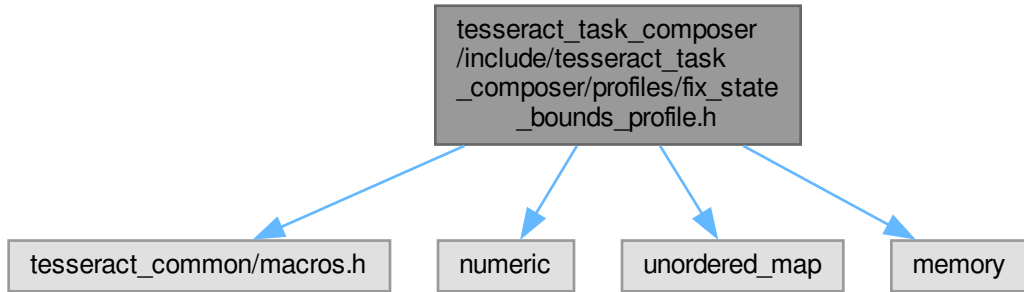 tesseract_task_composer
/include/tesseract_task
_composer/profiles/fix_state
_bounds_profile.h
tesseract_common/macros.h
numeric
unordered_map
memory